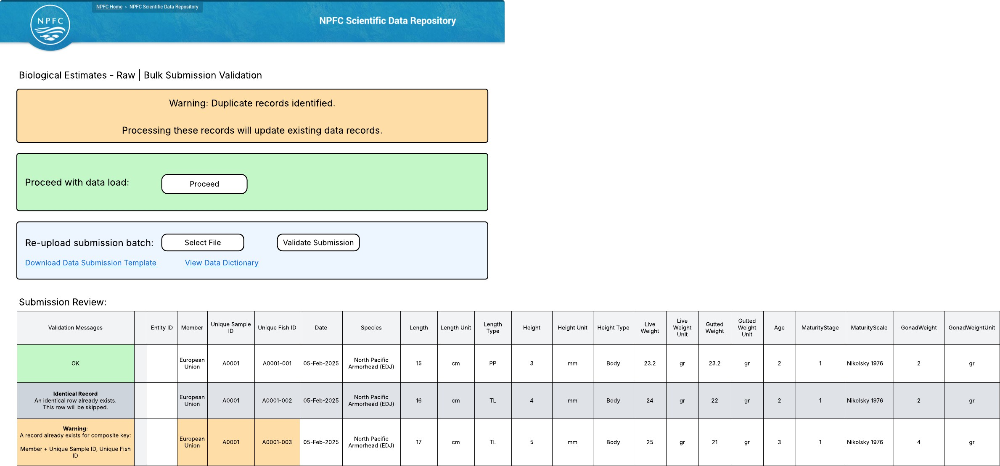 NPFC Home > NPFC Scientific Data Repository
NPFC
NPFC Scientific Data Repository
Biological Estimates - Raw | Bulk Submission Validation
Warning: Duplicate records identified.
Processing these records will update existing data records.
Proceed with data load: Proceed
Re-upload submission batch: Select File Validate Submission
Download Data Submission Template View Data Dictionary
Submission Review:
Validation Messages Entity ID Member Unique Sample ID Unique Fish ID Date Species Length Length Unit Length Type Height Height Unit Height Type Live Weight Live Weight Unit Gutted Weight Gutted Weight Unit Age MaturityStage MaturityScale GonadWeight GonadWeightUnit
OK European Union A0001 A0001-001 05-Feb-2025 North Pacific Armorhead (EDJ) 15 cm PP 3 mm Body 23.2 gr 23.2 gr 2 1 Nikolsky 1976 2 gr
Identical Record
An identical row already exists.
This row will be skipped.
European Union A0001 A0001-002 05-Feb-2025 North Pacific Armorhead (EDJ) 16 cm TL 4 mm Body 24 gr 22 gr 2 1 Nikolsky 1976 2 gr
Warning:
A record already exists for composite key:
Member + Unique Sample ID, Unique Fish
ID
European Union A0001 A0001-003 05-Feb-2025 North Pacific Armorhead (EDJ) 17 cm TL 5 mm Body 25 gr 21 gr 3 1 Nikolsky 1976 4 gr